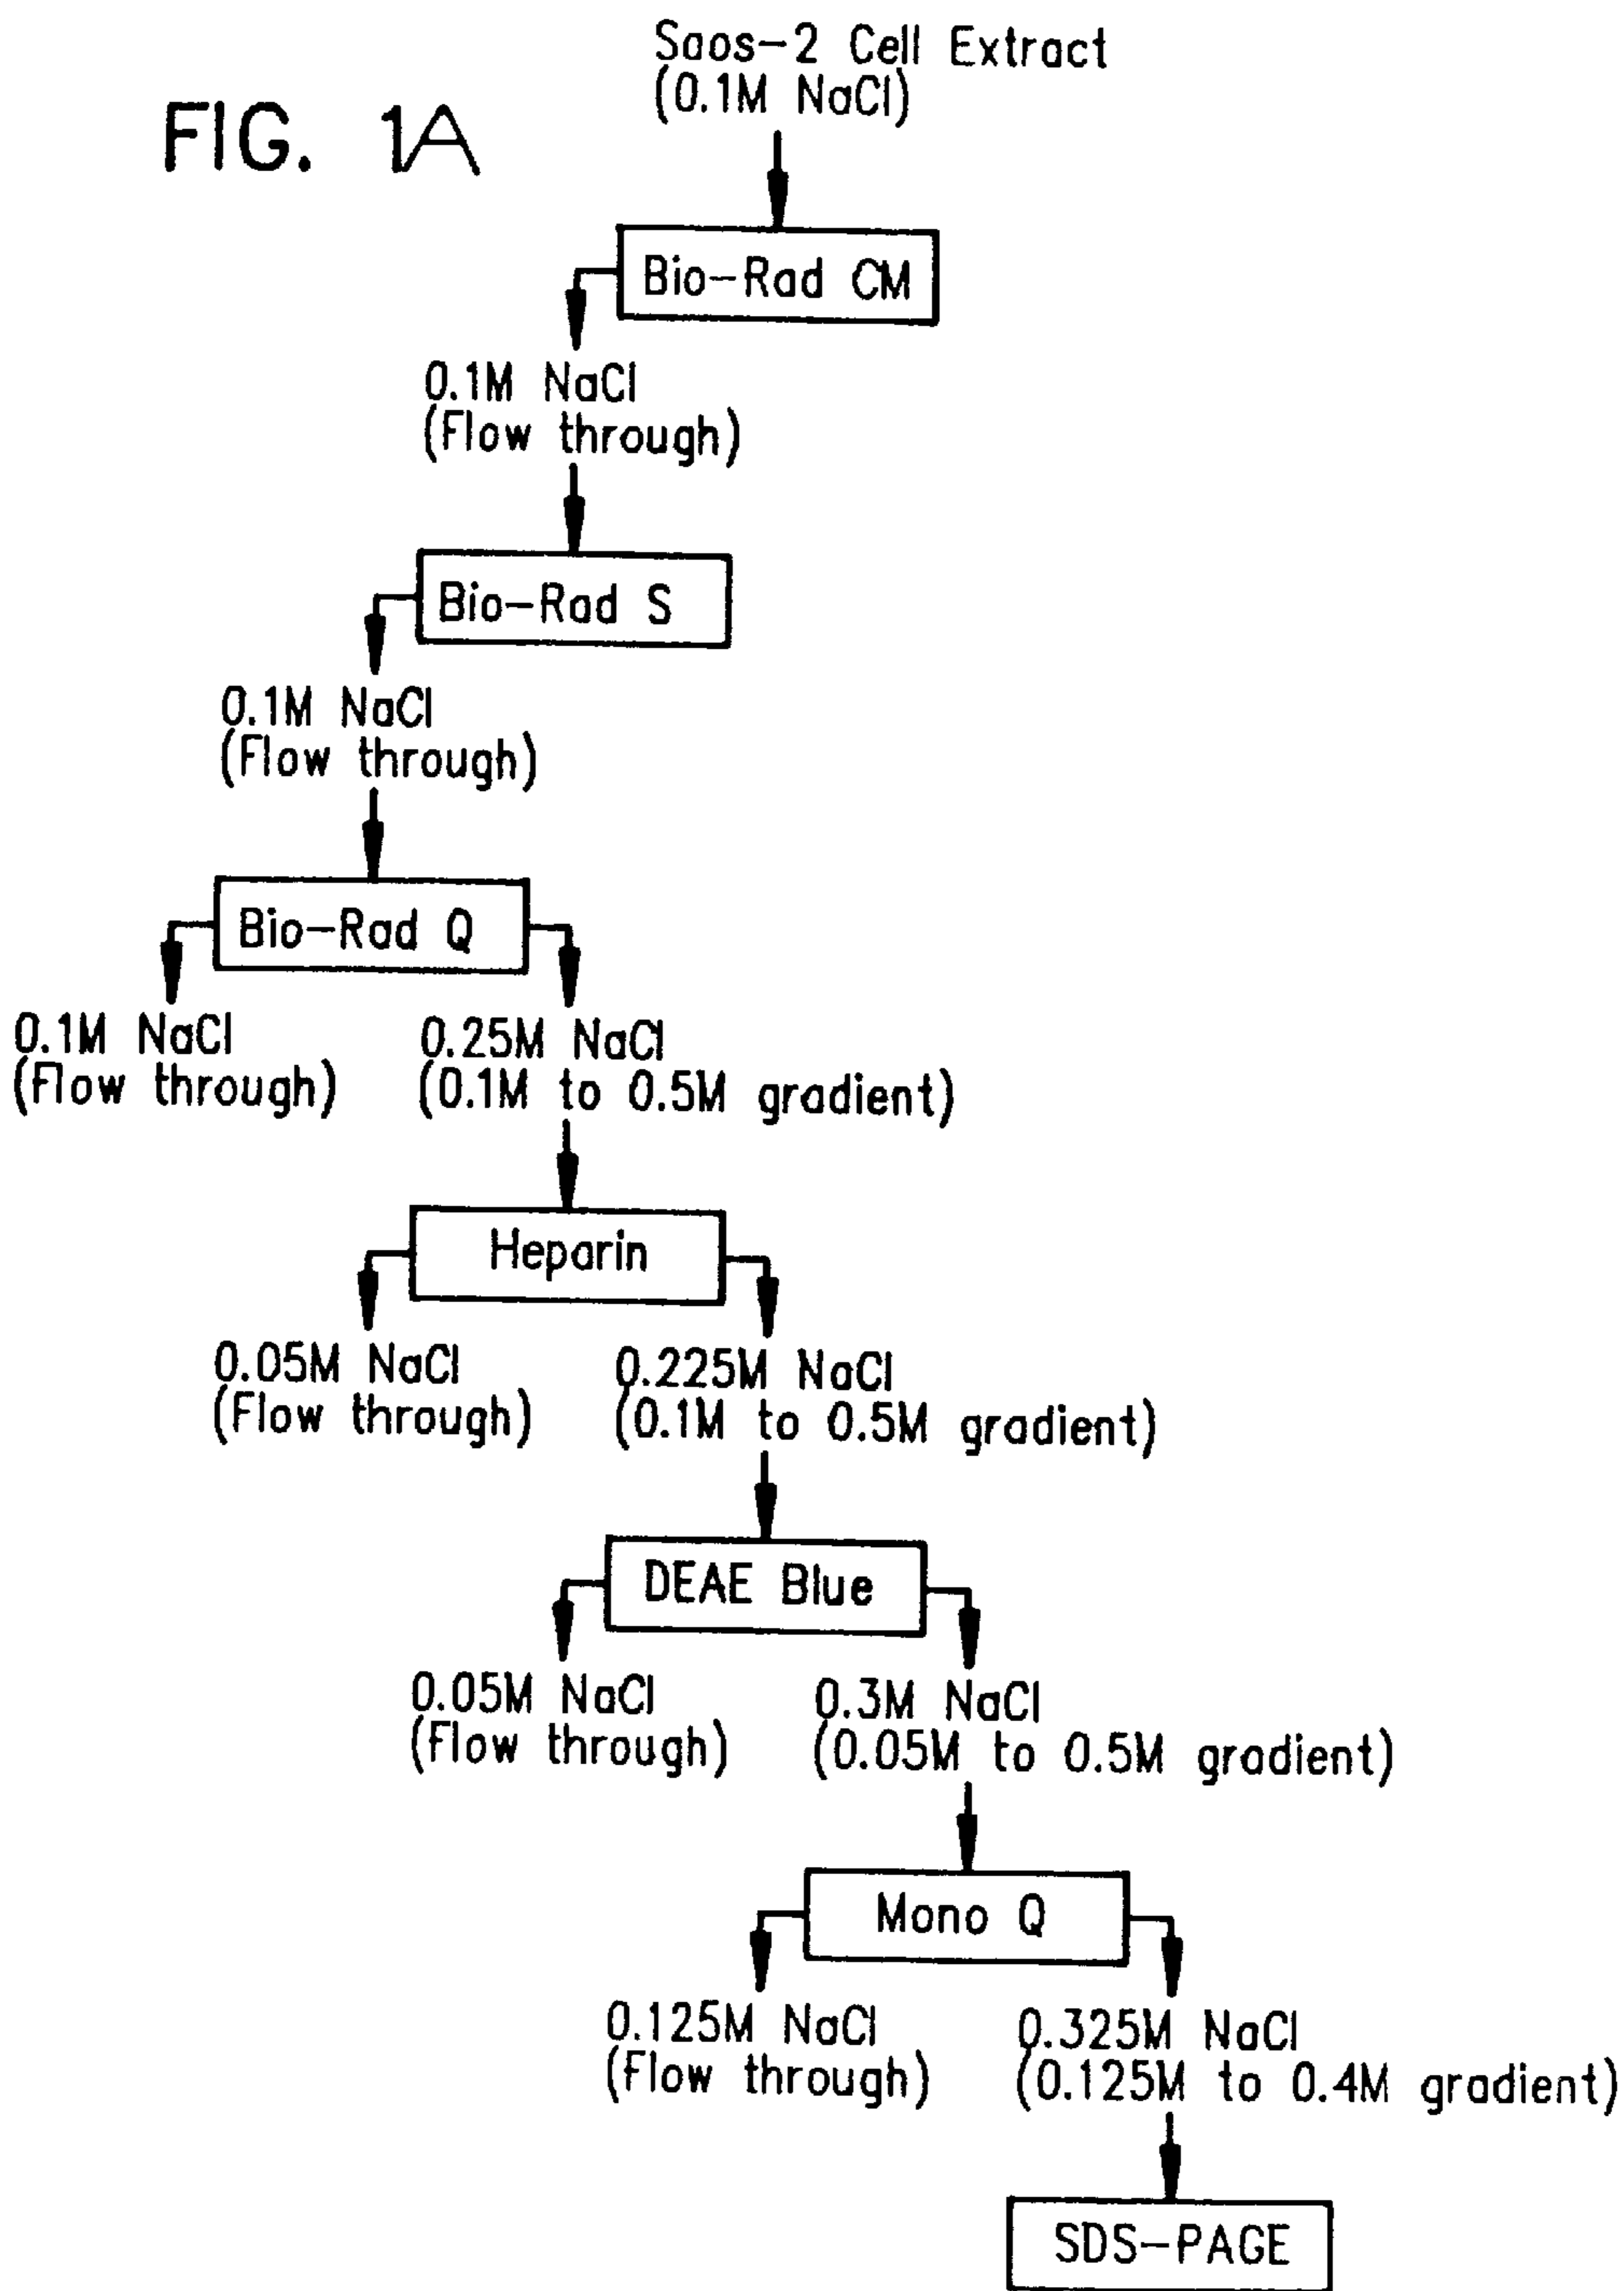 Saos-2 Cell Extract
(0.1M NaCl)
FIG. 1A
Bio-Rad CM
0.1M NaCl
(Flow through)
Bio-Rad S
0.1M NaCl
(Flow through)
Bio-Rad Q
0.1M NaCl
(Flow through)
0.25M NaCl
(0.1M to 0.5M gradient)
Heparin
0.05M NaCl
(Flow through)
0.225M NaCl
(0.1M to 0.5M gradient)
DEAE Blue
0.05M NaCl
(Flow through)
0.3M NaCl
(0.05M to 0.5M gradient)
Mono Q
0.125M NaCl
(Flow through)
0.325M NaCl
(0.125M to 0.4M gradient)
SDS-PAGE